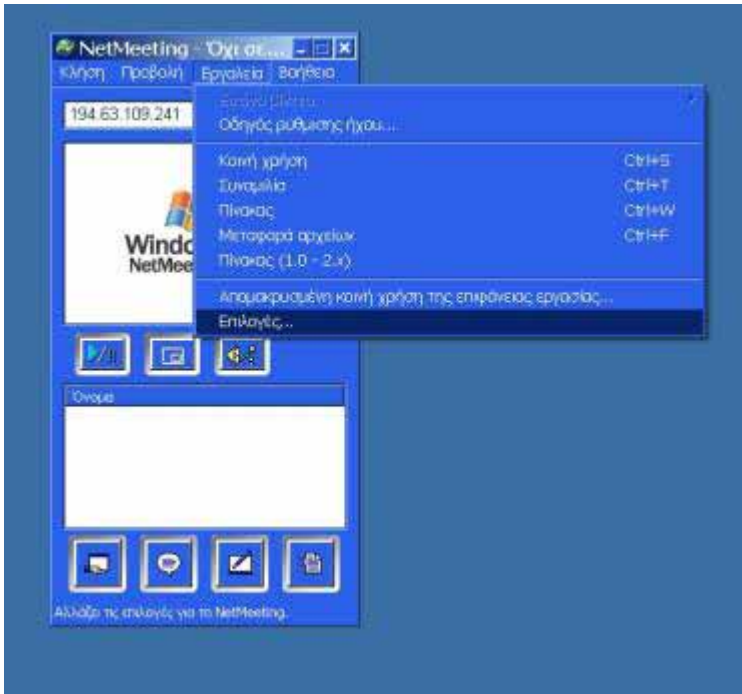 NetMeeting - Όχι σε....
Κλήση Προβολή Εργαλεία Βοήθεια
194.63.109.241
Οδηγός ρύθμισης ήχου...
Κοινή χρήση Ctrl+S
Συνομιλία Ctrl+T
Πίνακας Ctrl+W
Μεταφορά αρχείων Ctrl+F
Πίνακας (1.0 - 2.x)
Απομακρυσμένη κοινή χρήση της επιφάνειας εργασίας...
Επιλογές...
Windo
NetMee
Όνομα
Αλλάζει τις επιλογές για το NetMeeting.